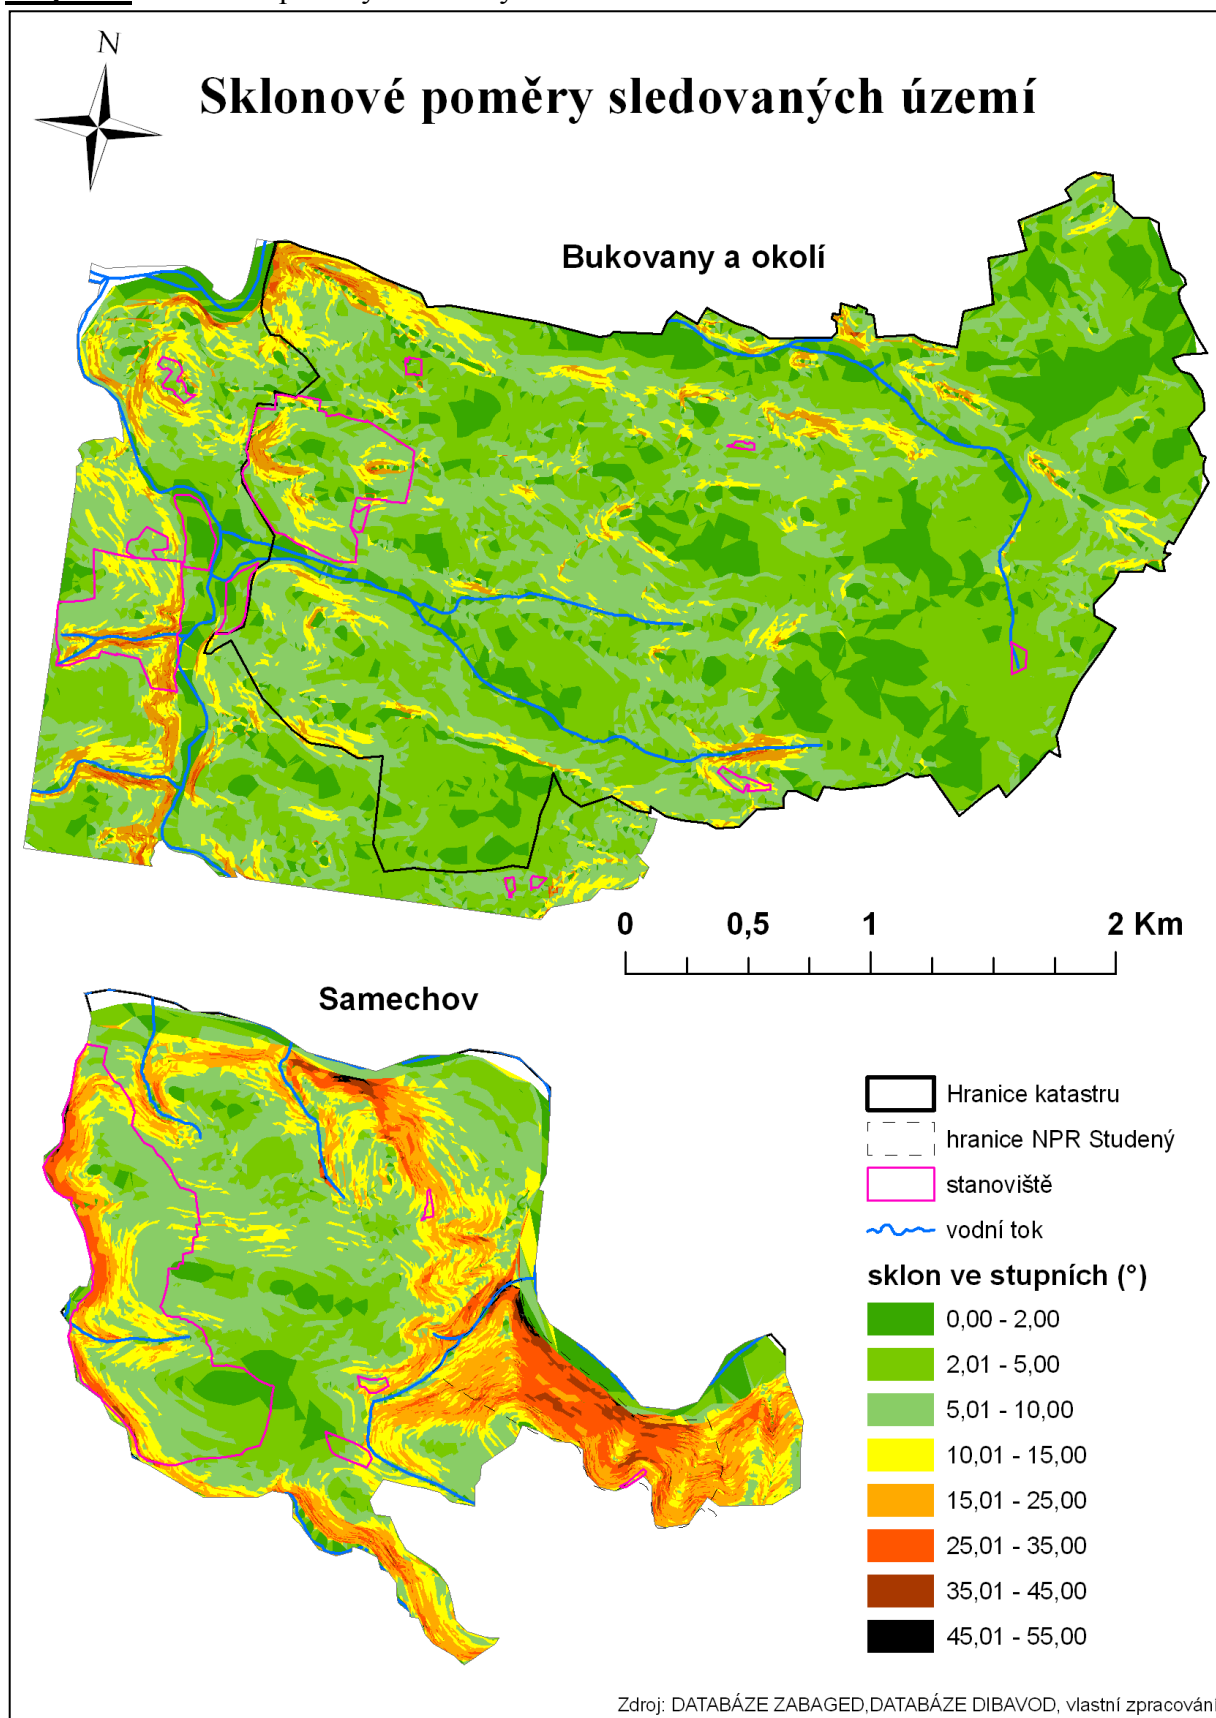 N
Sklonové poměry sledovaných území
Bukovany a okolí
0 0,5 1 2 Km
Samechov
Hranice katastru
hranice NPR Studený
stanoviště
vodní tok
sklon ve stupních (°)
0,00 - 2,00
2,01 - 5,00
5,01 - 10,00
10,01 - 15,00
15,01 - 25,00
25,01 - 35,00
35,01 - 45,00
45,01 - 55,00
Zdroj: DATABÁZE ZABAGED,DATABÁZE DIBAVOD, vlastní zpracování